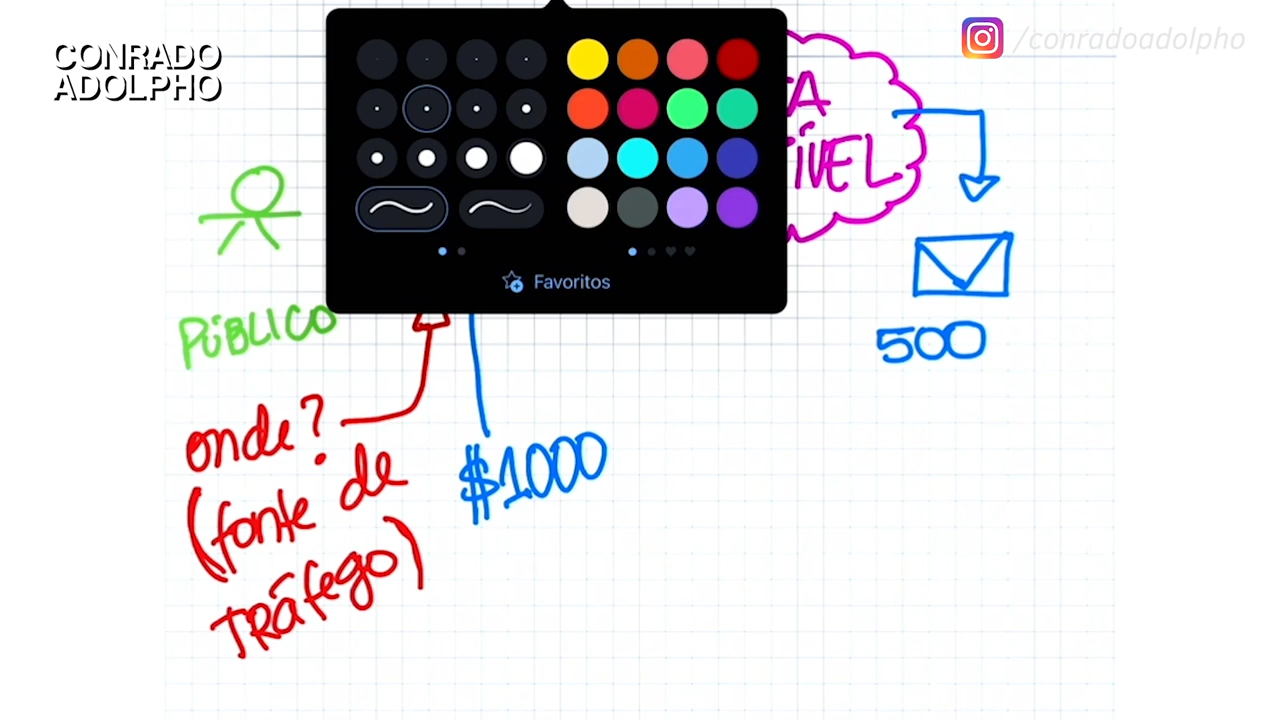 CONRADO
ADOLPHO
/conradoadolpho
Favoritos
PÚBLICO
500
onde?
(fonte de
TRÁfego)
$1000